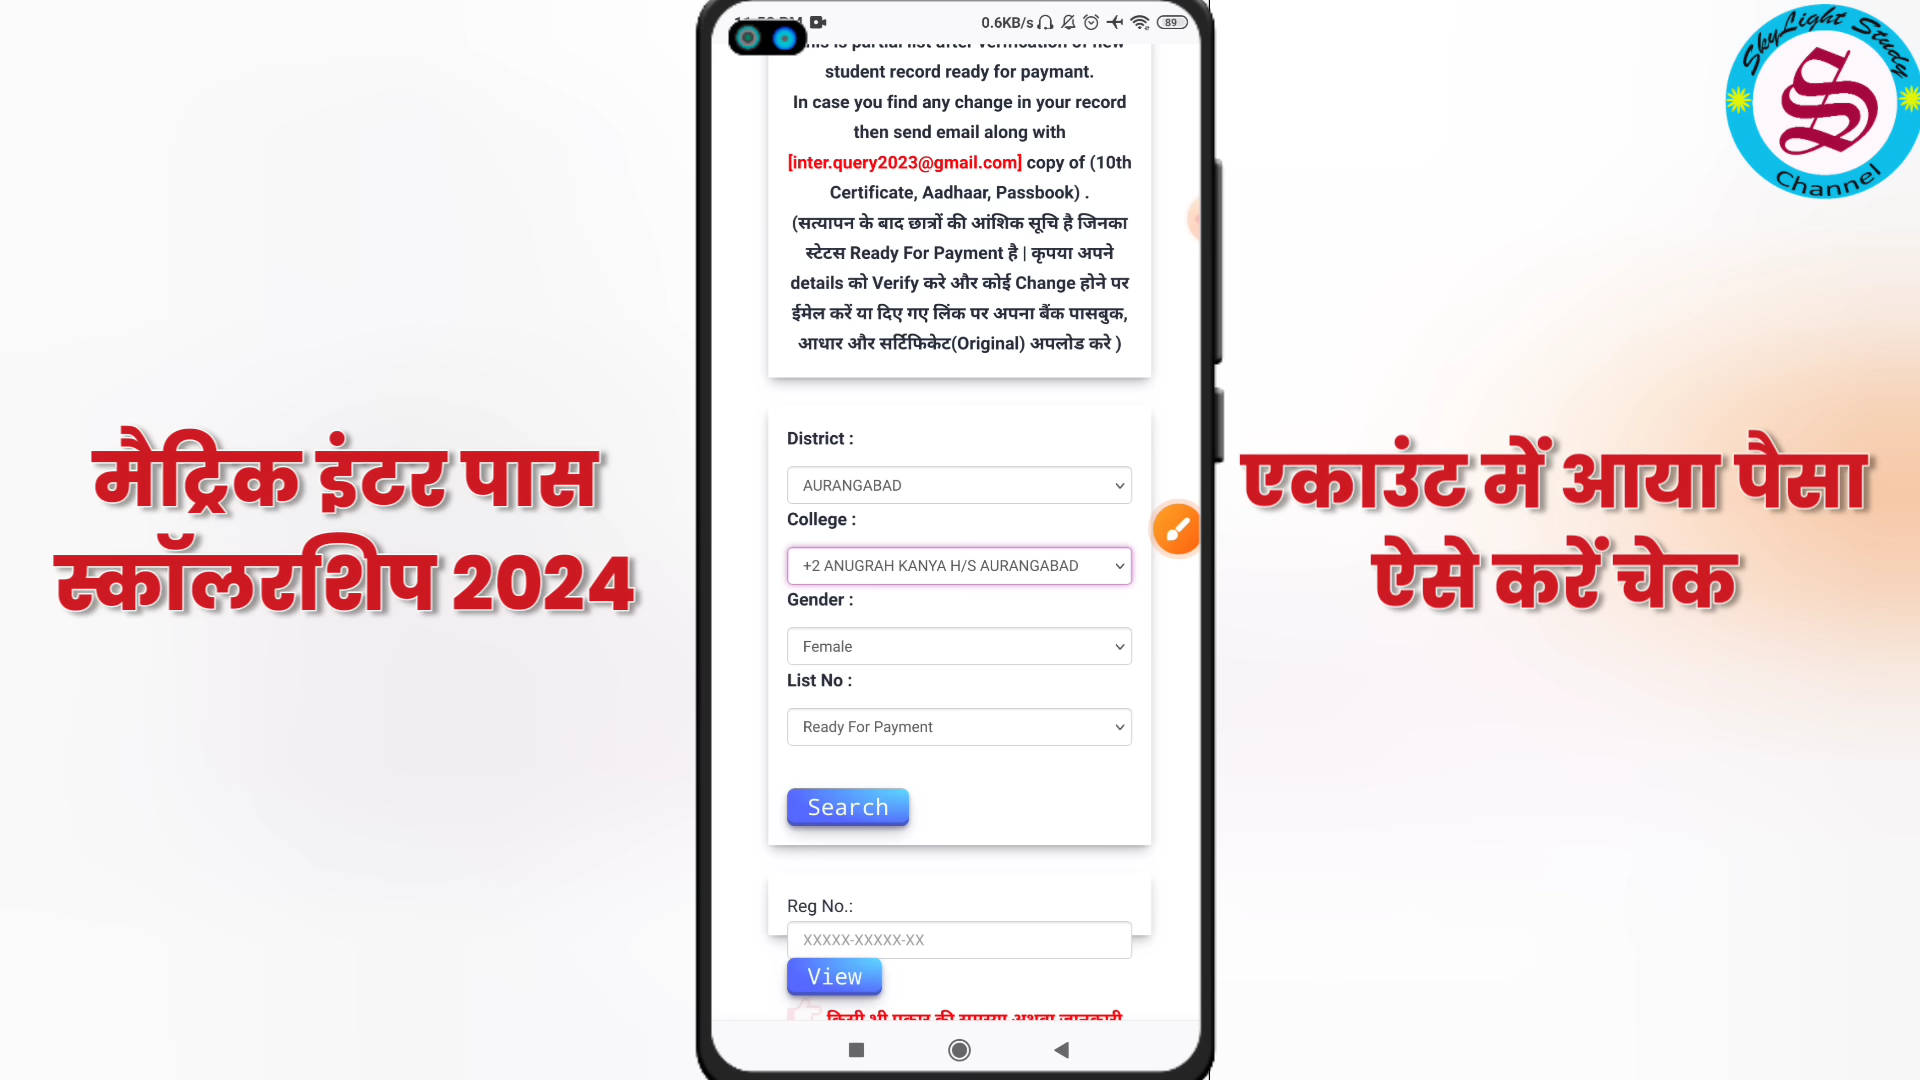 0.6KB/s
89
student record ready for paymant.
In case you find any change in your record
then send email along with
[inter.query2023@gmail.com] copy of (10th
Certificate, Aadhaar, Passbook) .
(सत्यापन के बाद छात्रों की आंशिक सूचि है जिनका
स्टेटस Ready For Payment है | कृपया अपने
details को Verify करे और कोई Change होने पर
ईमेल करें या दिए गए लिंक पर अपना बैंक पासबुक,
आधार और सर्टिफिकेट(Original) अपलोड करे )
District :
AURANGABAD
College :
+2 ANUGRAH KANYA H/S AURANGABAD
Gender :
Female
List No :
Ready For Payment
Search
Reg No.:
XXXXX-XXXXX-XX
View
मैट्रिक इंटर पास
स्कॉलरशिप 2024
एकाउंट में आया पैसा
ऐसे करें चेक
SkyLight Study
S
Channel